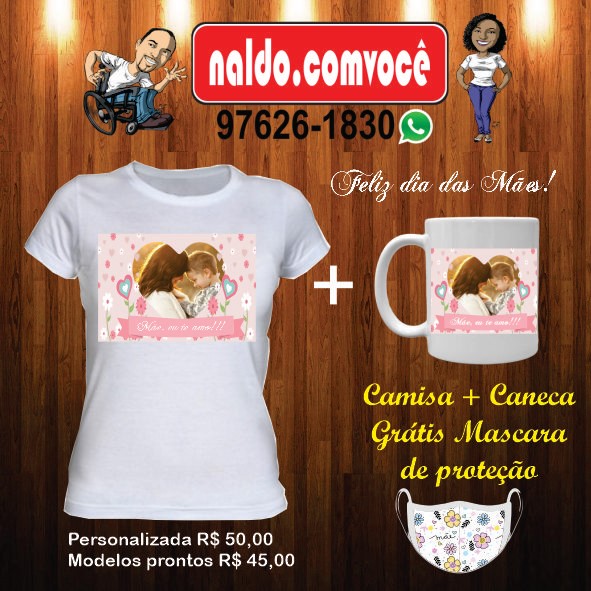 naldo.comvocê
97626-1830
Feliz dia das Mães!
Mãe, eu te amo!!!
Mãe, eu te amo!!!
Camisa + Caneca
Grátis Mascara
de proteção
mãe
Personalizada R$ 50,00
Modelos prontos R$ 45,00